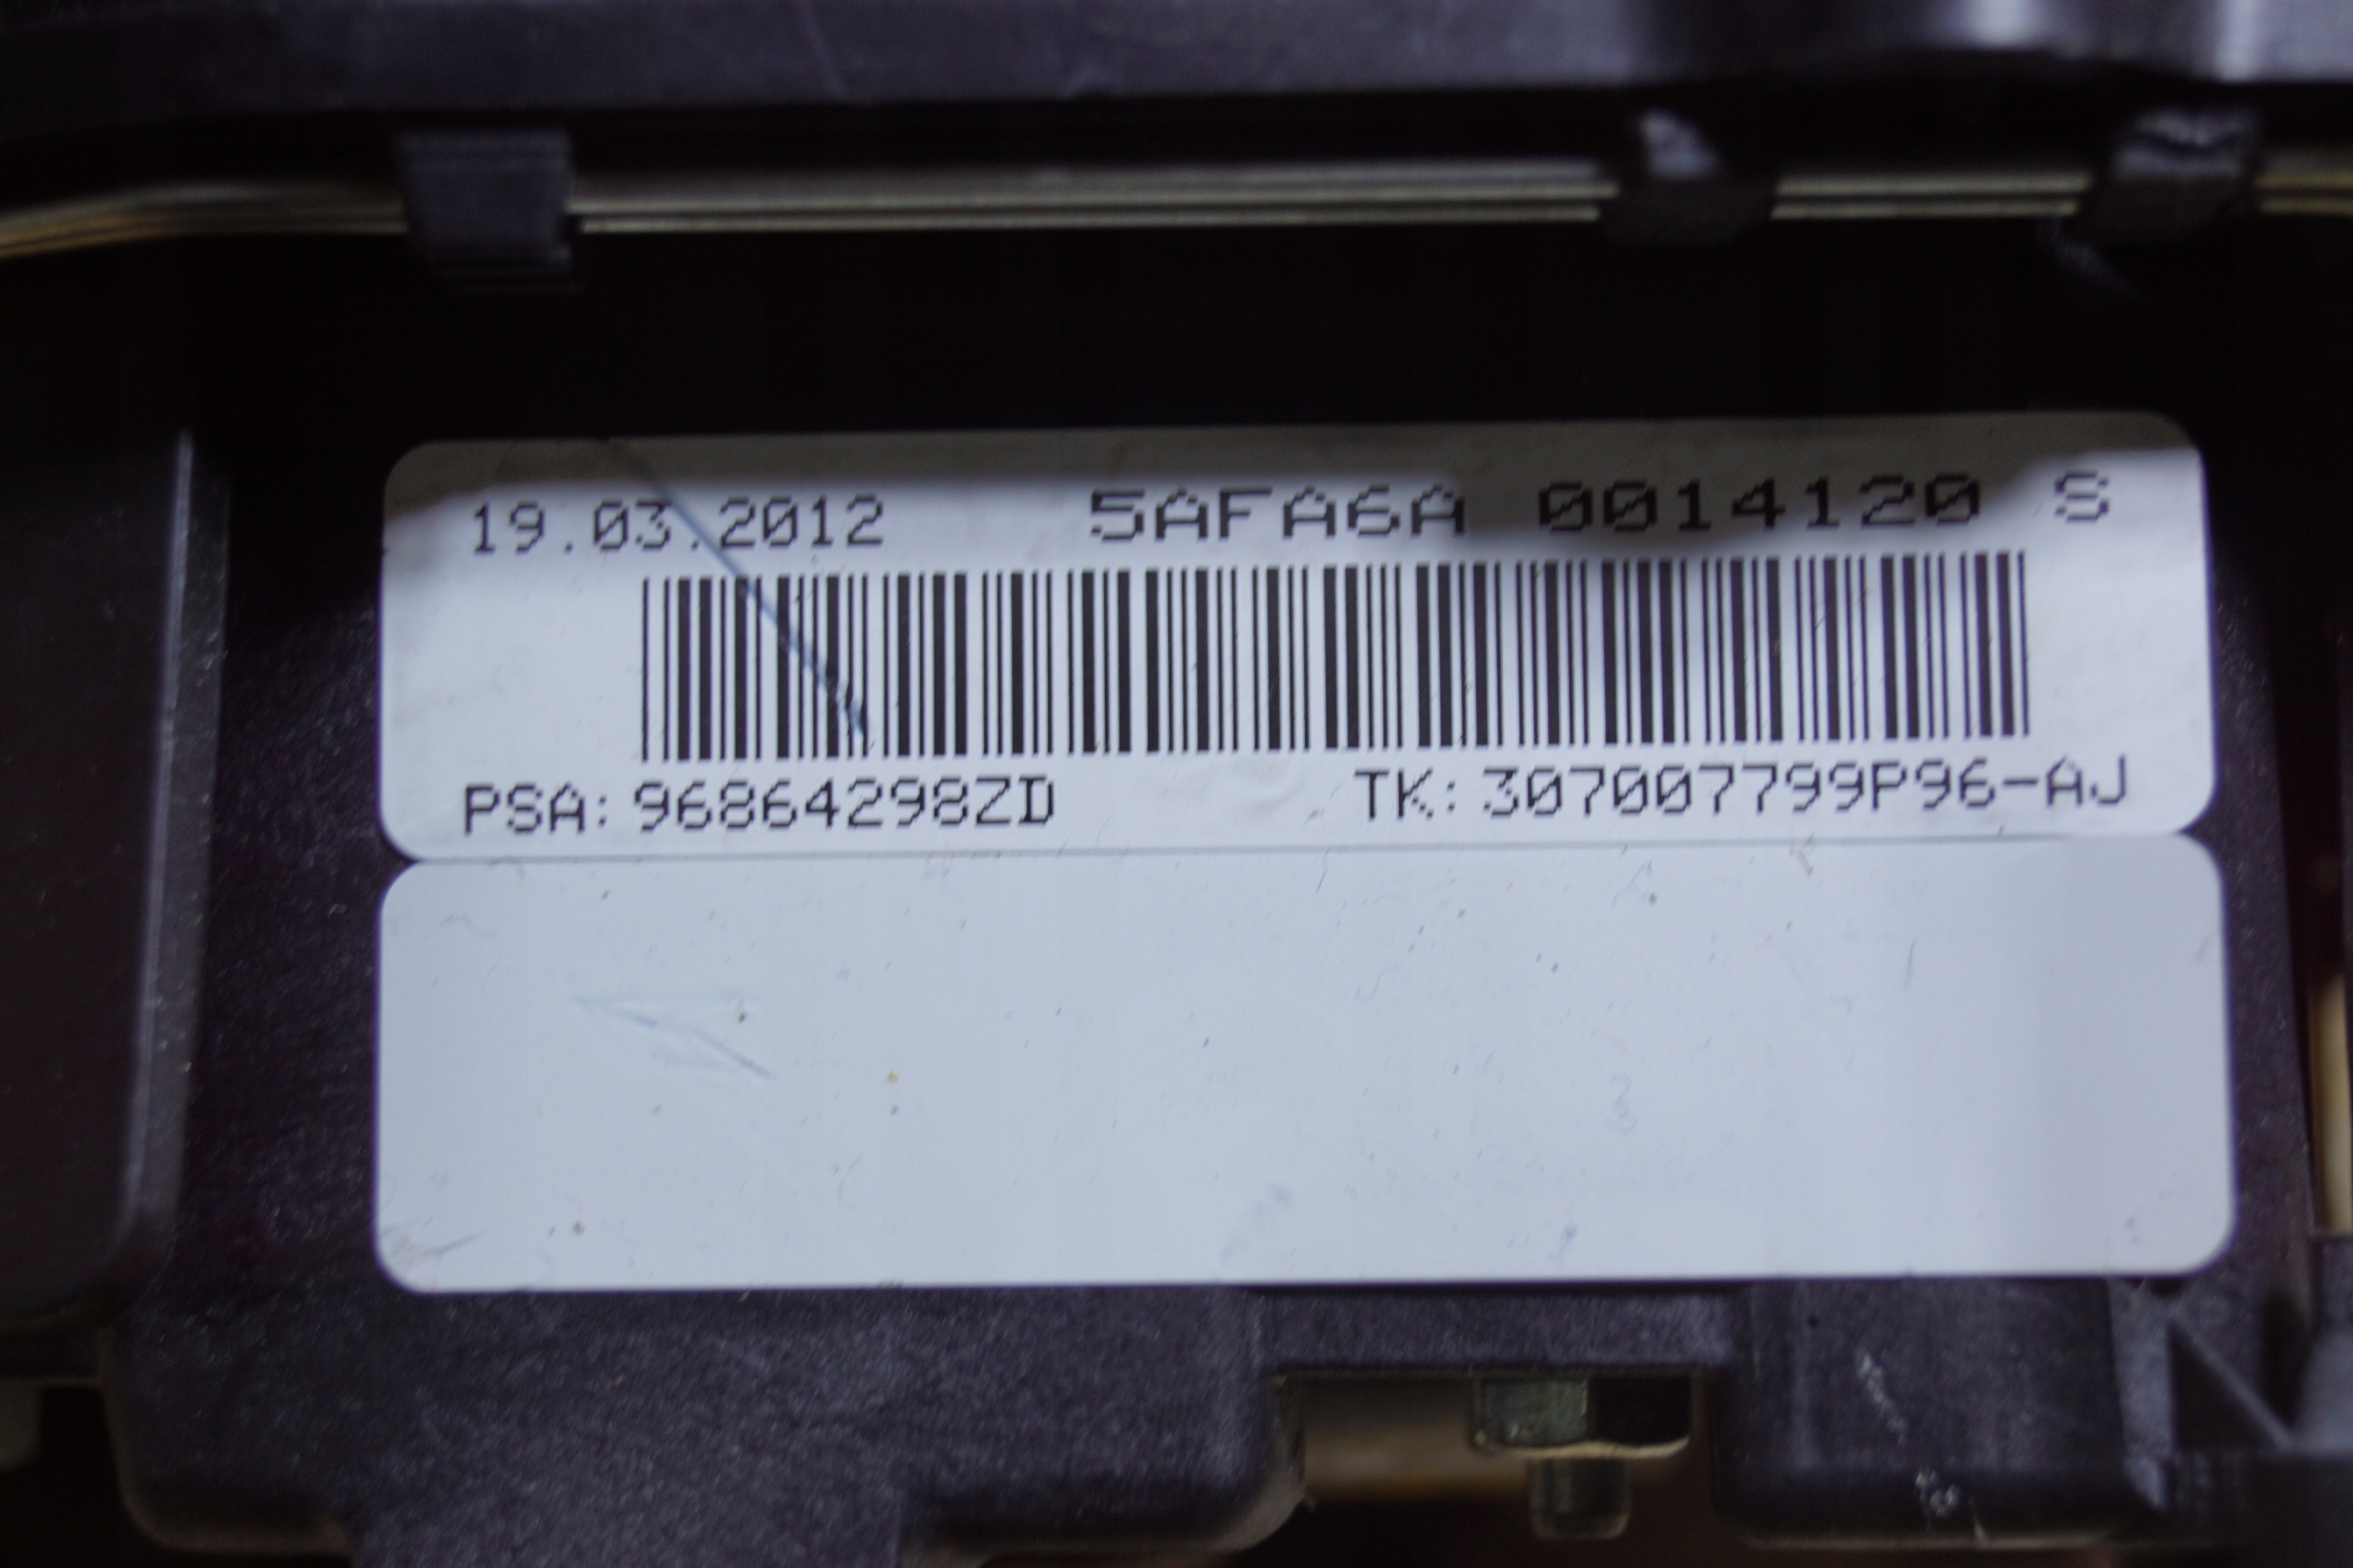 19.03.2012 5AFA6A 0014120 S
PSA:96864298ZD TK:307007799P96-AJ